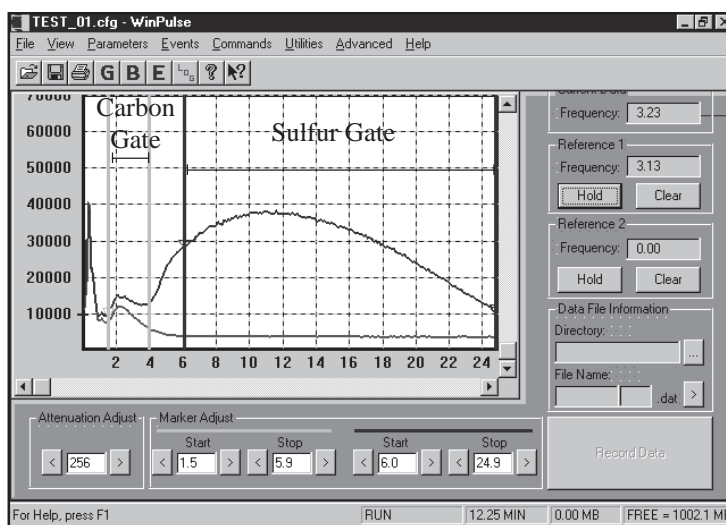 TEST_01.cfg - WinPulse
File View Parameters Events Commands Utilities Advanced Help
G B E LOG ? ?
70000
60000
50000
40000
30000
20000
10000
Carbon
Gate
Sulfur Gate
2 4 6 8 10 12 14 16 18 20 22 24
Current Data
Frequency: 3.23
Reference 1
Frequency: 3.13
Hold Clear
Reference 2
Frequency: 0.00
Hold Clear
Data File Information
Directory:
...
File Name:
.dat >
Attenuation Adjust
< 256 >
Marker Adjust
Start Stop Start Stop
< 1.5 > < 5.9 > < 6.0 > < 24.9 >
Record Data
For Help, press F1 RUN 12.25 MIN 0.00 MB FREE = 1002.1 M